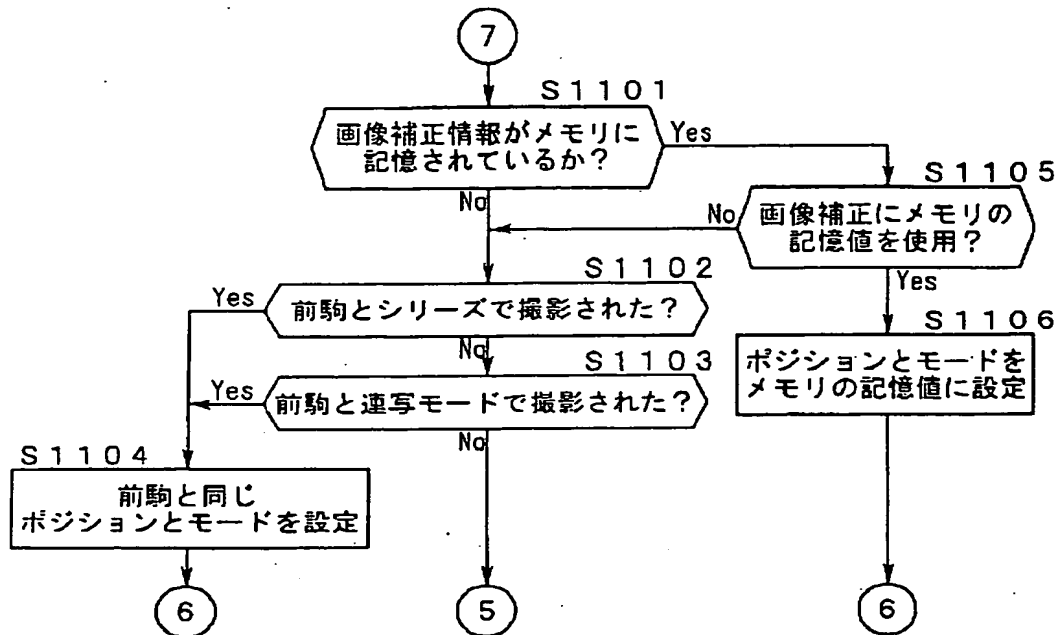 7
S1101
画像補正情報がメモリに
記憶されているか？
Yes
No
S1105
画像補正にメモリの
記憶値を使用？
No
Yes
S1102
前駒とシリーズで撮影された？
Yes
No
S1106
ポジションとモードを
メモリの記憶値に設定
S1103
前駒と連写モードで撮影された？
Yes
No
S1104
前駒と同じ
ポジションとモードを設定
6
5
6